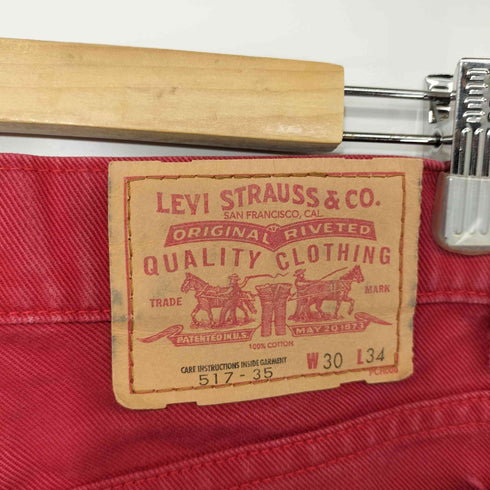 LEVI STRAUSS & CO.
SAN FRANCISCO, CAL.
ORIGINAL RIVETED
QUALITY CLOTHING
TRADE MARK
PATENTED IN U.S. MAY 20 1873
100% COTTON
CARE INSTRUCTIONS INSIDE GARMENT
517-35 W 30 L 34